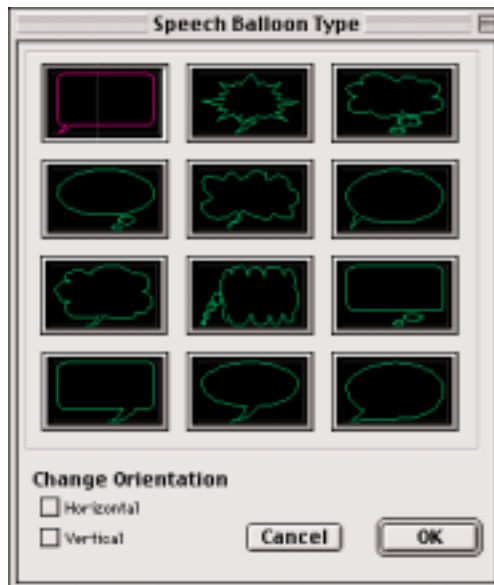 Speech Balloon Type
Change Orientation
Horizontal
Vertical
Cancel
OK